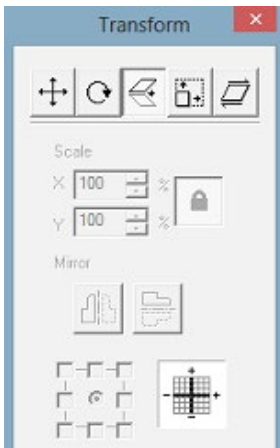 Transform
Scale
X 100 %
Y 100 %
Mirror
+
- +
-